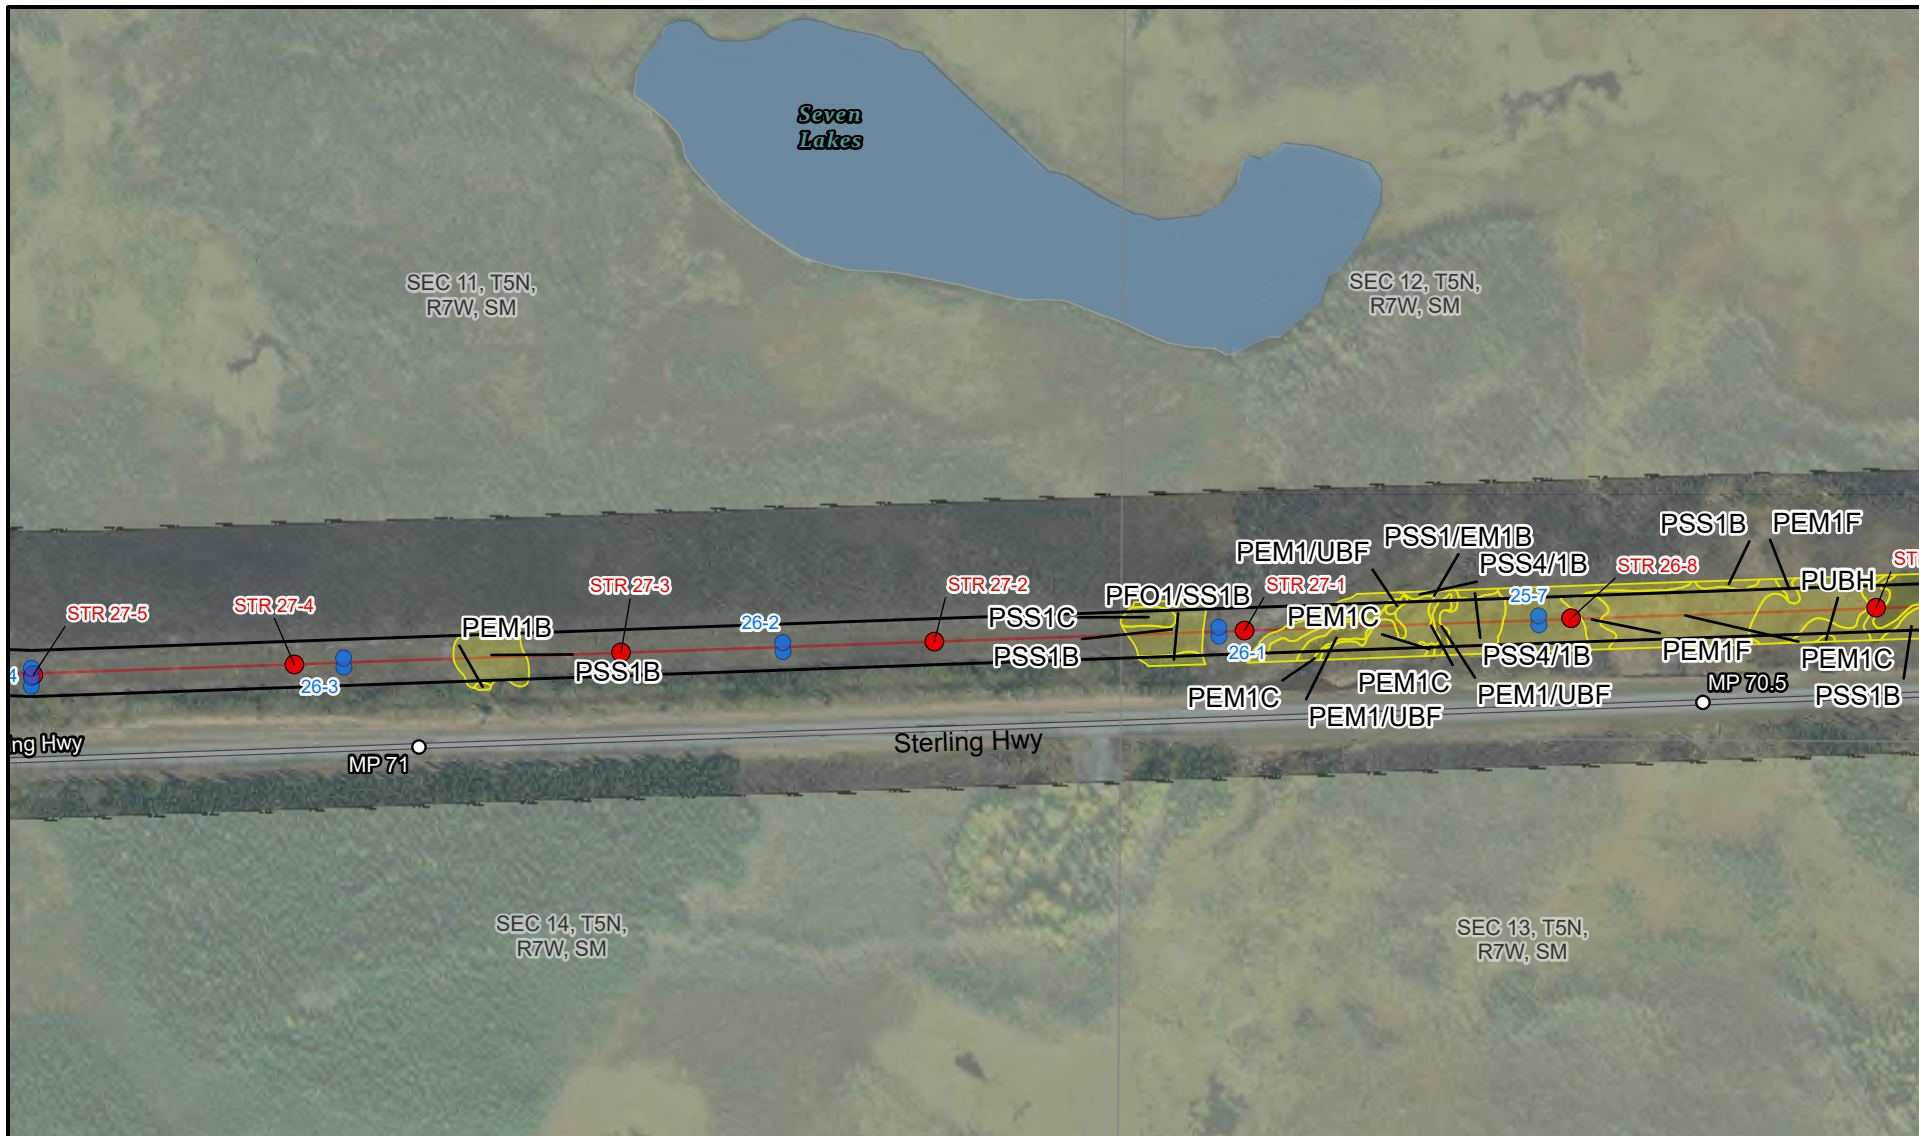 Seven
Lakes
SEC 11, T5N,
R7W, SM
SEC 12, T5N,
R7W, SM
PSS1B
PEM1F
PSS1/EM1B
PEM1/UBF
PSS4/1B
STR 26-8
PUBH
STR 27-5
STR 27-4
STR 27-3
STR 27-2
PFO1/SS1B
STR 27-1
25-7
PSS1C
PEM1C
PEM1B
26-2
PSS1B
26-1
PSS4/1B
PEM1F
PEM1C
4
26-3
PSS1B
PEM1C
PEM1C
PEM1/UBF
MP 70.5
PSS1B
PEM1/UBF
ng Hwy
MP 71
Sterling Hwy
SEC 14, T5N,
R7W, SM
SEC 13, T5N,
R7W, SM